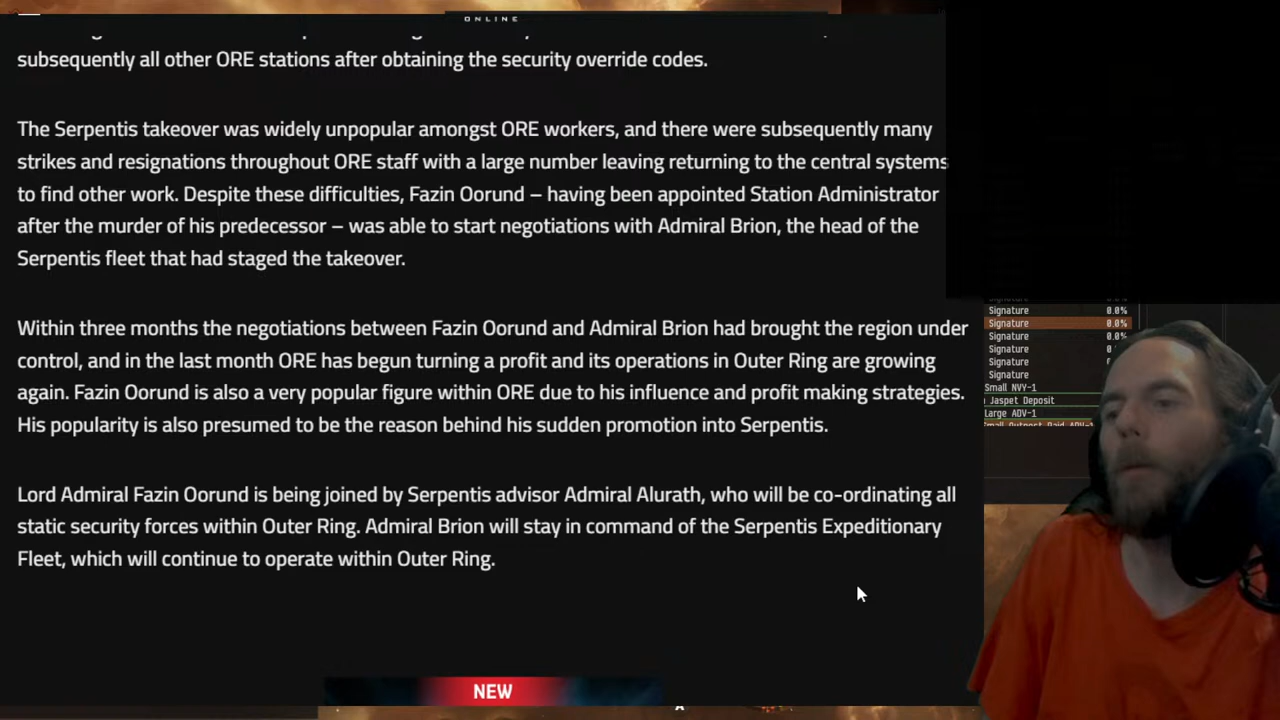 ONLINE
subsequently all other ORE stations after obtaining the security override codes.
The Serpentis takeover was widely unpopular amongst ORE workers, and there were subsequently many
strikes and resignations throughout ORE staff with a large number leaving returning to the central systems
to find other work. Despite these difficulties, Fazin Oorund – having been appointed Station Administrator
after the murder of his predecessor – was able to start negotiations with Admiral Brion, the head of the
Serpentis fleet that had staged the takeover.
Within three months the negotiations between Fazin Oorund and Admiral Brion had brought the region under
control, and in the last month ORE has begun turning a profit and its operations in Outer Ring are growing
again. Fazin Oorund is also a very popular figure within ORE due to his influence and profit making strategies.
His popularity is also presumed to be the reason behind his sudden promotion into Serpentis.
Lord Admiral Fazin Oorund is being joined by Serpentis advisor Admiral Alurath, who will be co-ordinating all
static security forces within Outer Ring. Admiral Brion will stay in command of the Serpentis Expeditionary
Fleet, which will continue to operate within Outer Ring.
NEW
Signature 0.0%
Signature 0.0%
Signature 0.0%
Signature 0.0%
Signature
Signature
Signature
Small NVY-1
Jaspet Deposit
Large ADV-1
Small Outpost Raid ADV-1